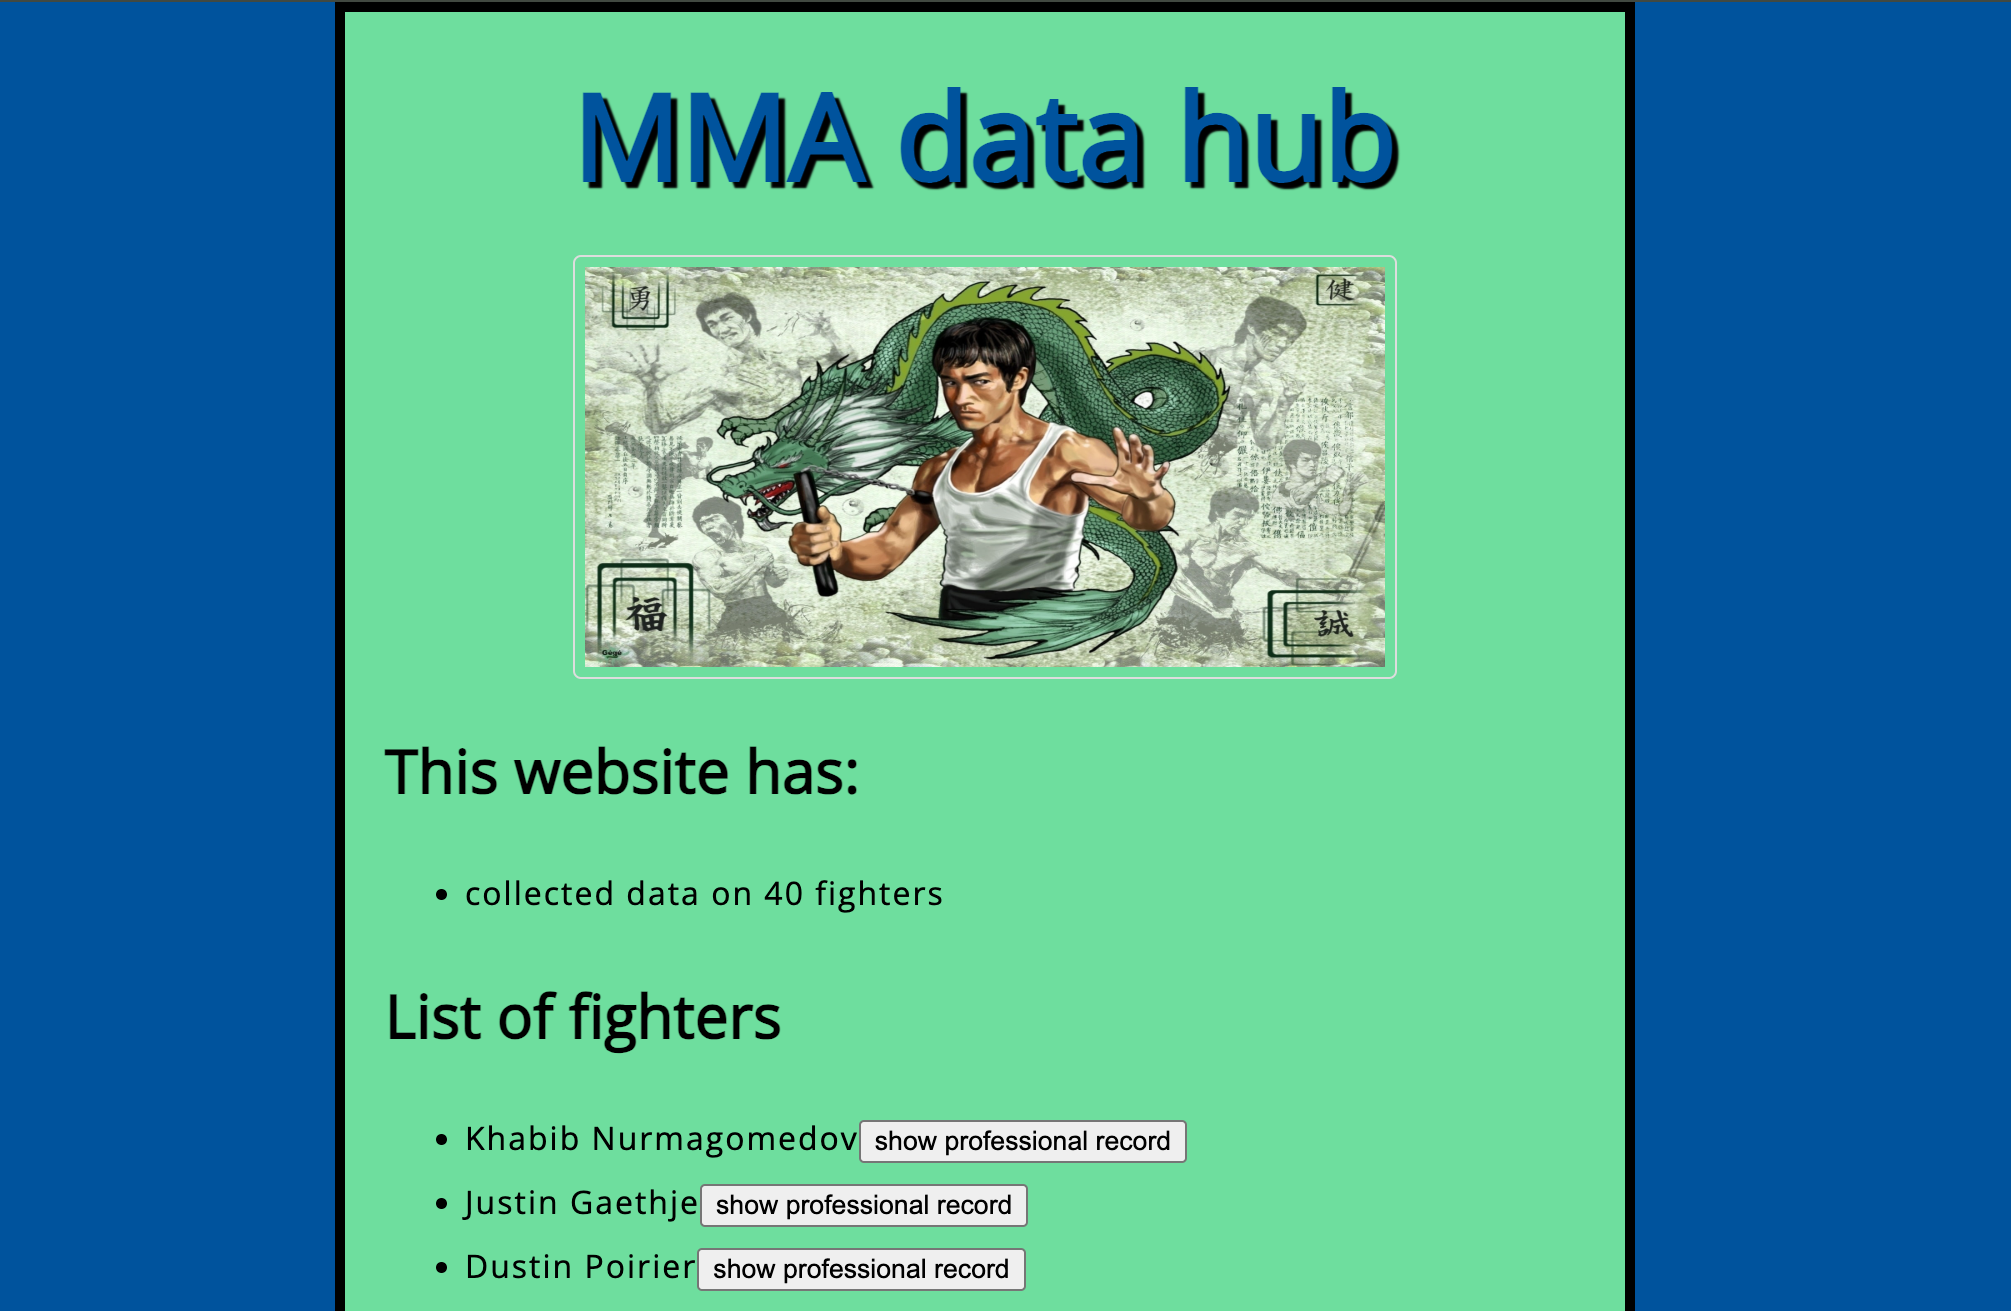 MMA data hub
勇
健
福
誠
Gégé
This website has:
collected data on 40 fighters
List of fighters
Khabib Nurmagomedov show professional record
Justin Gaethje show professional record
Dustin Poirier show professional record